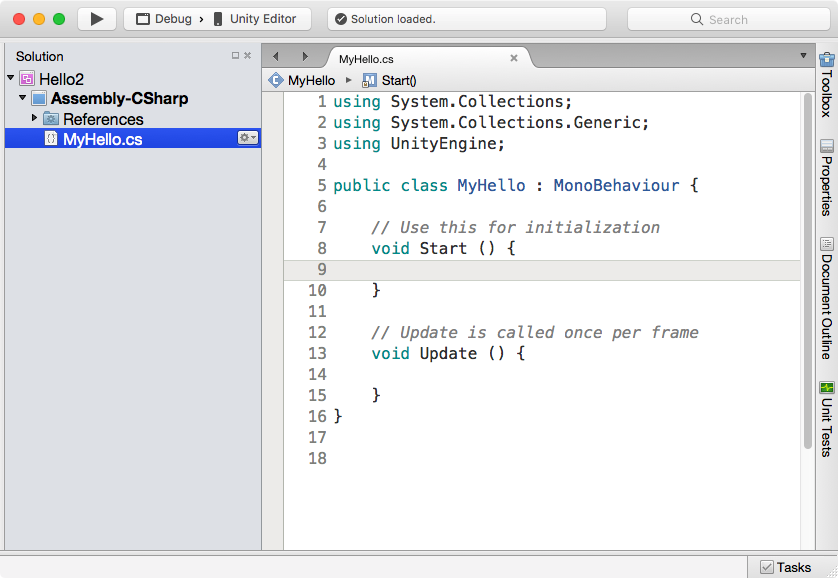 Debug › Unity Editor
Solution loaded.
Search
Solution
Hello2
Assembly-CSharp
References
MyHello.cs
MyHello.cs
MyHello ▸ Start()
1 using System.Collections;
2 using System.Collections.Generic;
3 using UnityEngine;
4
5 public class MyHello : MonoBehaviour {
6
7     // Use this for initialization
8     void Start () {
9
10     }
11
12     // Update is called once per frame
13     void Update () {
14
15     }
16 }
17
18
Toolbox
Properties
Document Outline
Unit Tests
Tasks